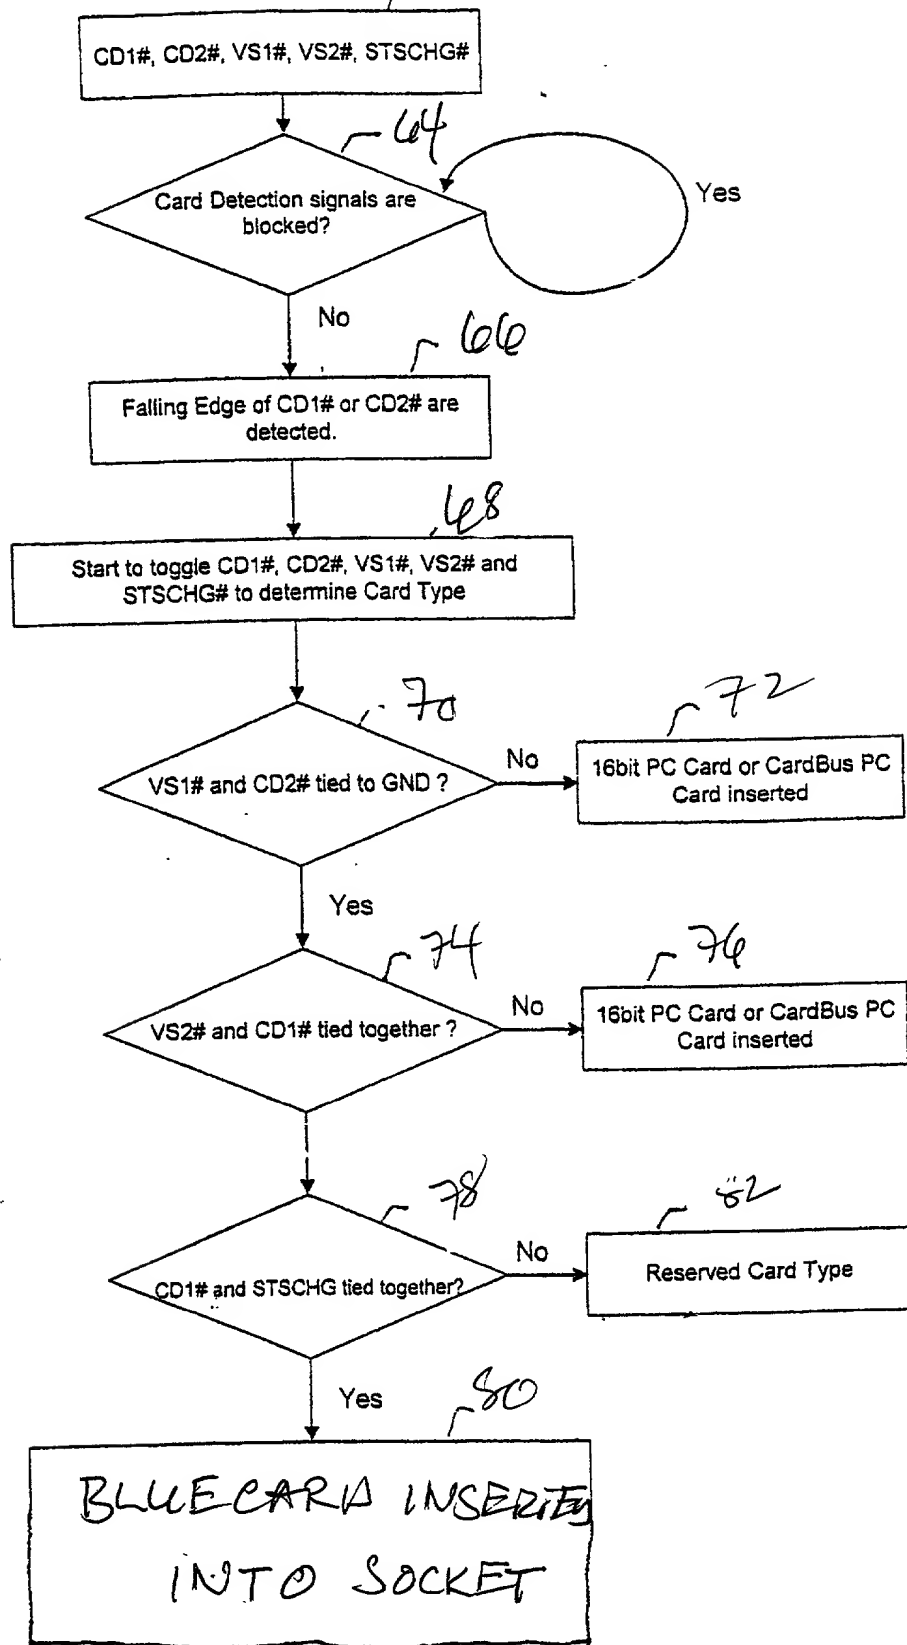 CD1#, CD2#, VS1#, VS2#, STSCHG#
64
Card Detection signals are
blocked?
Yes
No
66
Falling Edge of CD1# or CD2# are
detected.
68
Start to toggle CD1#, CD2#, VS1#, VS2# and
STSCHG# to determine Card Type
70
VS1# and CD2# tied to GND ?
No
72
16bit PC Card or CardBus PC
Card inserted
Yes
74
VS2# and CD1# tied together ?
No
76
16bit PC Card or CardBus PC
Card inserted
78
CD1# and STSCHG tied together?
No
82
Reserved Card Type
Yes
80
BLUECARD INSERTED
INTO SOCKET